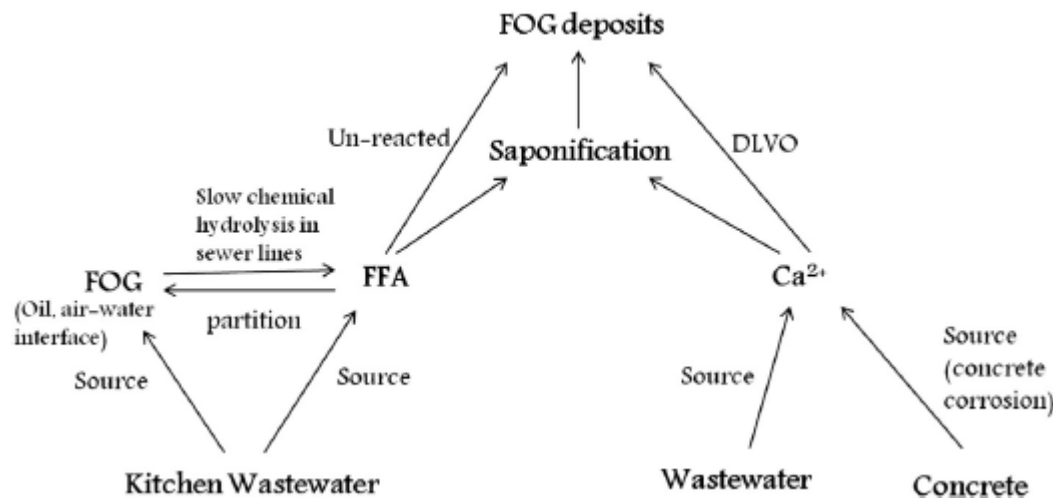 FOG deposits
Un-reacted
DLVO
Saponification
Slow chemical
hydrolysis in
sewer lines
FOG
(Oil, air-water
interface)
FFA
Ca²⁺
partition
Source
Source
Source
Source
(concrete
corrosion)
Kitchen Wastewater
Wastewater
Concrete